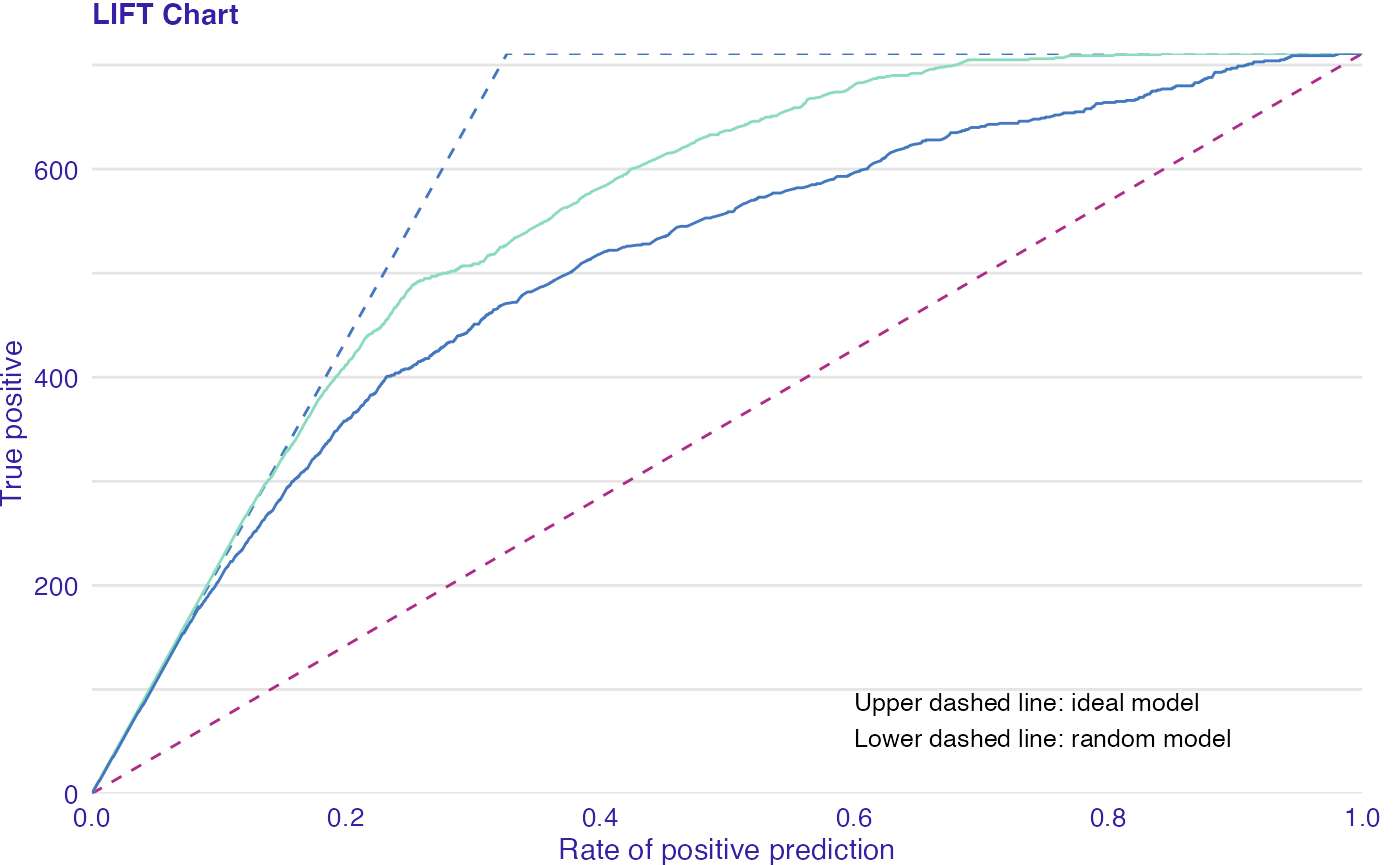 LIFT Chart
True positive
600
400
200
0
0.0 0.2 0.4 0.6 0.8 1.0
Rate of positive prediction
Upper dashed line: ideal model
Lower dashed line: random model